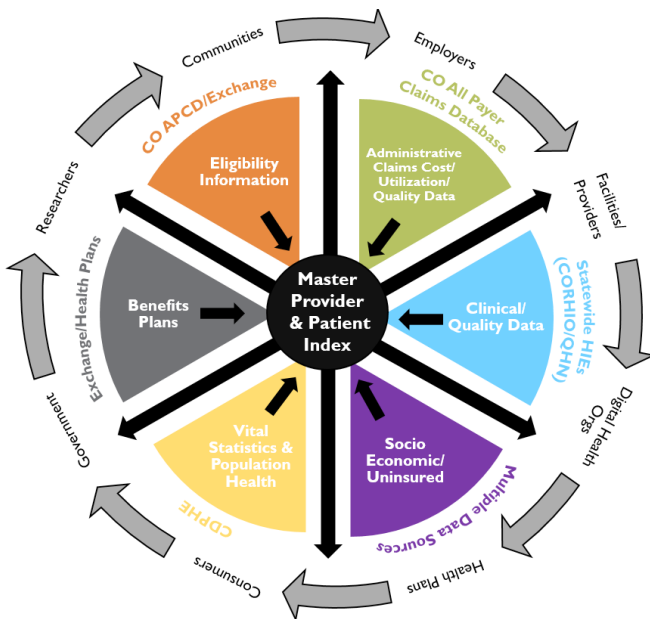 Communities
Employers
Facilities/
Providers
Digital Health
Orgs
Health Plans
Consumers
Government
Researchers
CO APCD/Exchange
Eligibility
Information
CO All Payer
Claims Database
Administrative
Claims Cost/
Utilization/
Quality Data
Statewide HIEs
(CORHIO/QHN)
Clinical/
Quality Data
Multiple Data Sources
Socio
Economic/
Uninsured
CDPHE
Vital
Statistics &
Population
Health
Exchange/Health Plans
Benefits
Plans
Master
Provider
& Patient
Index